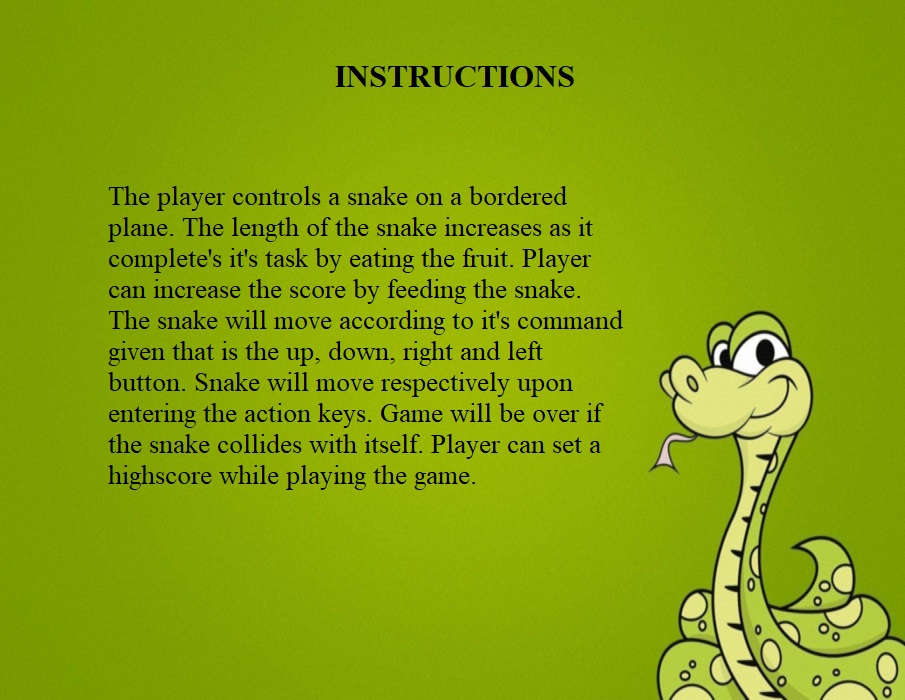 INSTRUCTIONS
The player controls a snake on a bordered
plane. The length of the snake increases as it
complete's it's task by eating the fruit. Player
can increase the score by feeding the snake.
The snake will move according to it's command
given that is the up, down, right and left
button. Snake will move respectively upon
entering the action keys. Game will be over if
the snake collides with itself. Player can set a
highscore while playing the game.